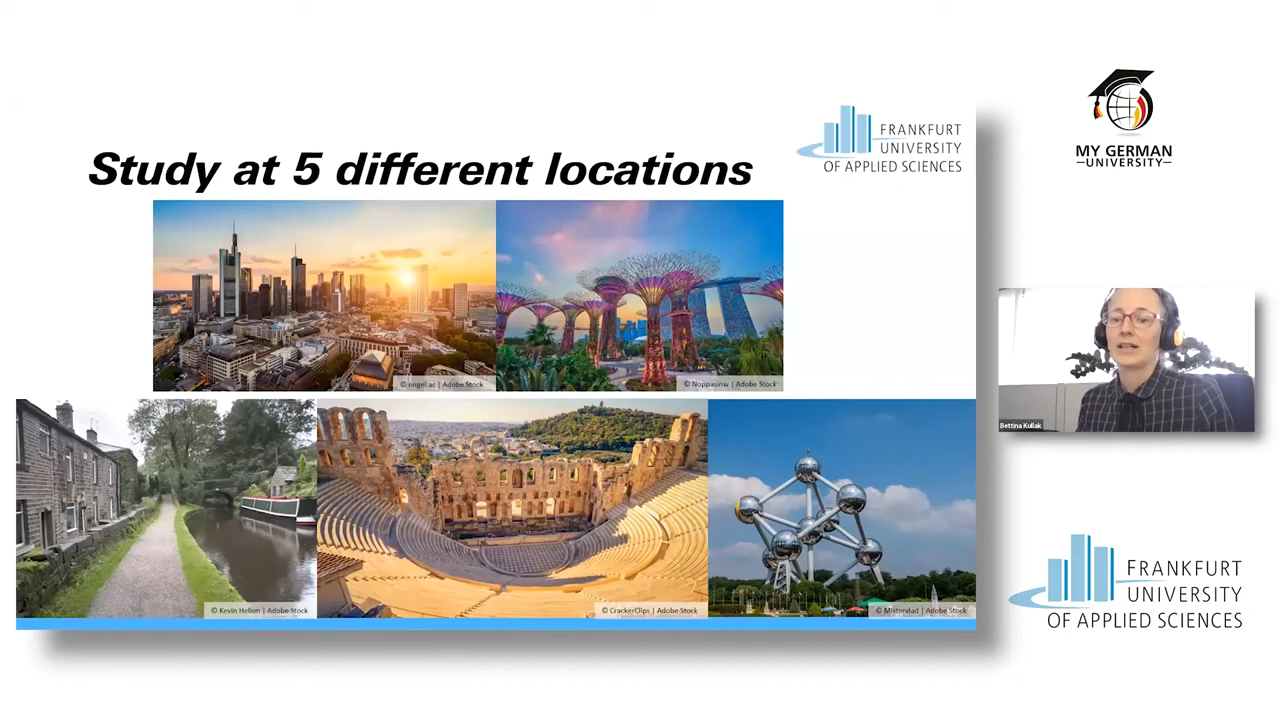 Study at 5 different locations
FRANKFURT
UNIVERSITY
OF APPLIED SCIENCES
© engel.ac | Adobe Stock
© Noppasinw | Adobe Stock
© Kevin Hellon | Adobe Stock
© CrackerClips | Adobe Stock
© Mistervlad | Adobe Stock
MY GERMAN
UNIVERSITY
Bettina Kullak
FRANKFURT
UNIVERSITY
OF APPLIED SCIENCES